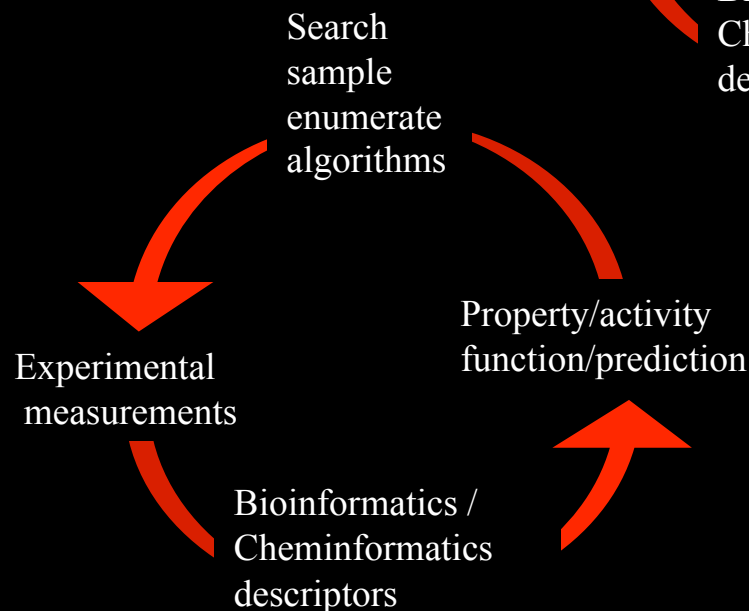 Search
sample
enumerate
algorithms
Property/activity
function/prediction
Experimental
measurements
Bioinformatics /
Cheminformatics
descriptors